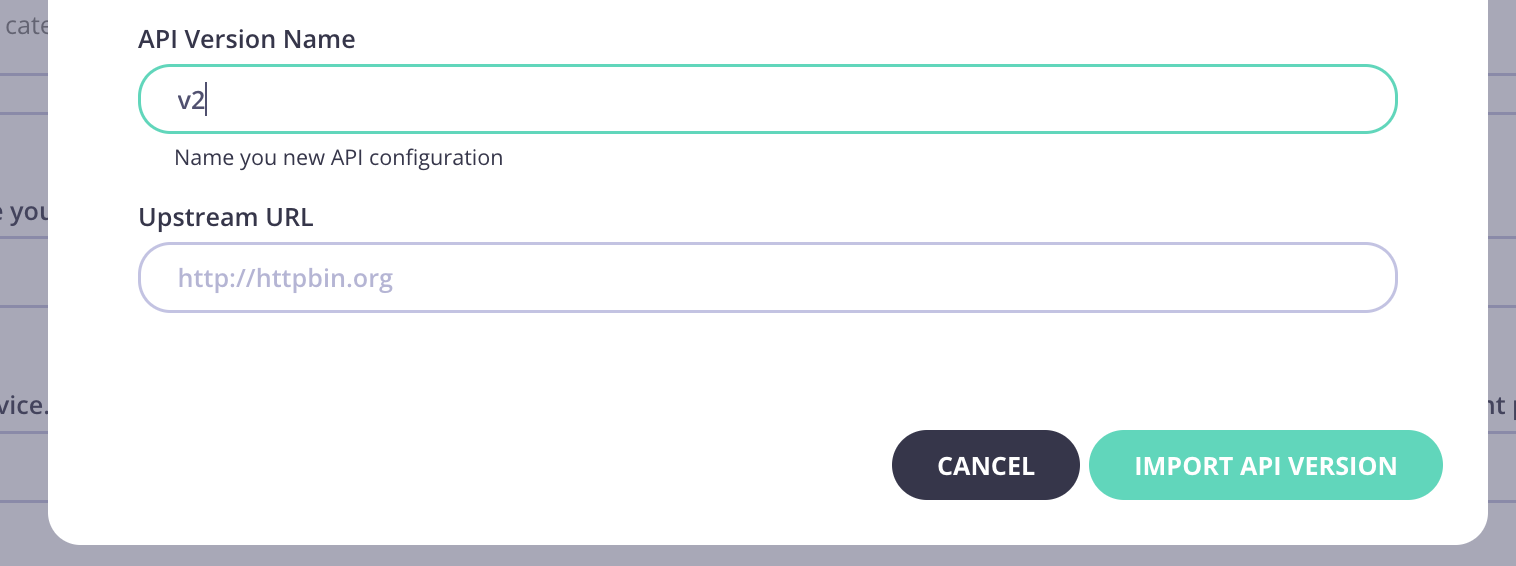 cate
API Version Name
v2
Name you new API configuration
e you
Upstream URL
http://httpbin.org
vice.
nt p
CANCEL
IMPORT API VERSION